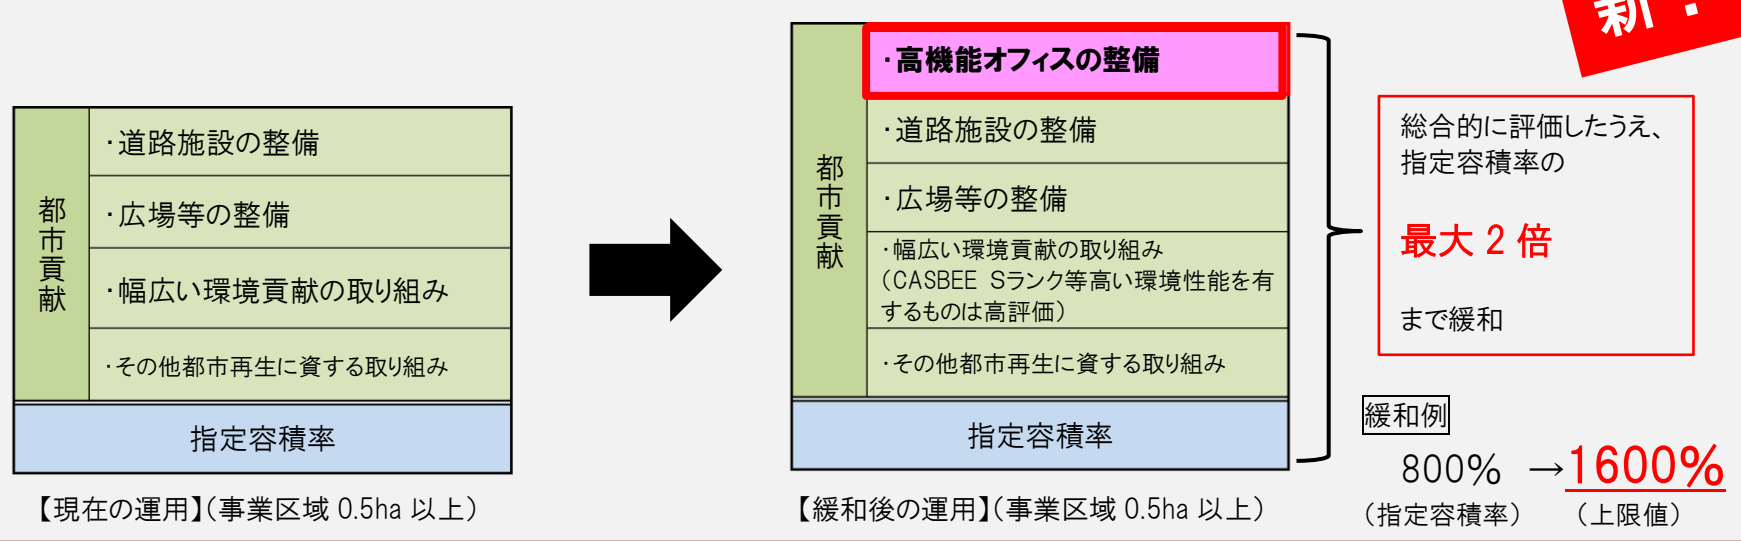 新！
都市貢献
・道路施設の整備
・広場等の整備
・幅広い環境貢献の取り組み
・その他都市再生に資する取り組み
指定容積率
【現在の運用】（事業区域 0.5ha 以上）
都市貢献
・高機能オフィスの整備
・道路施設の整備
・広場等の整備
・幅広い環境貢献の取り組み
（CASBEE Sランク等高い環境性能を有
するものは高評価）
・その他都市再生に資する取り組み
指定容積率
【緩和後の運用】（事業区域 0.5ha 以上）
総合的に評価したうえ、
指定容積率の
最大 2 倍
まで緩和
緩和例
800% →1600%
（指定容積率） （上限値）